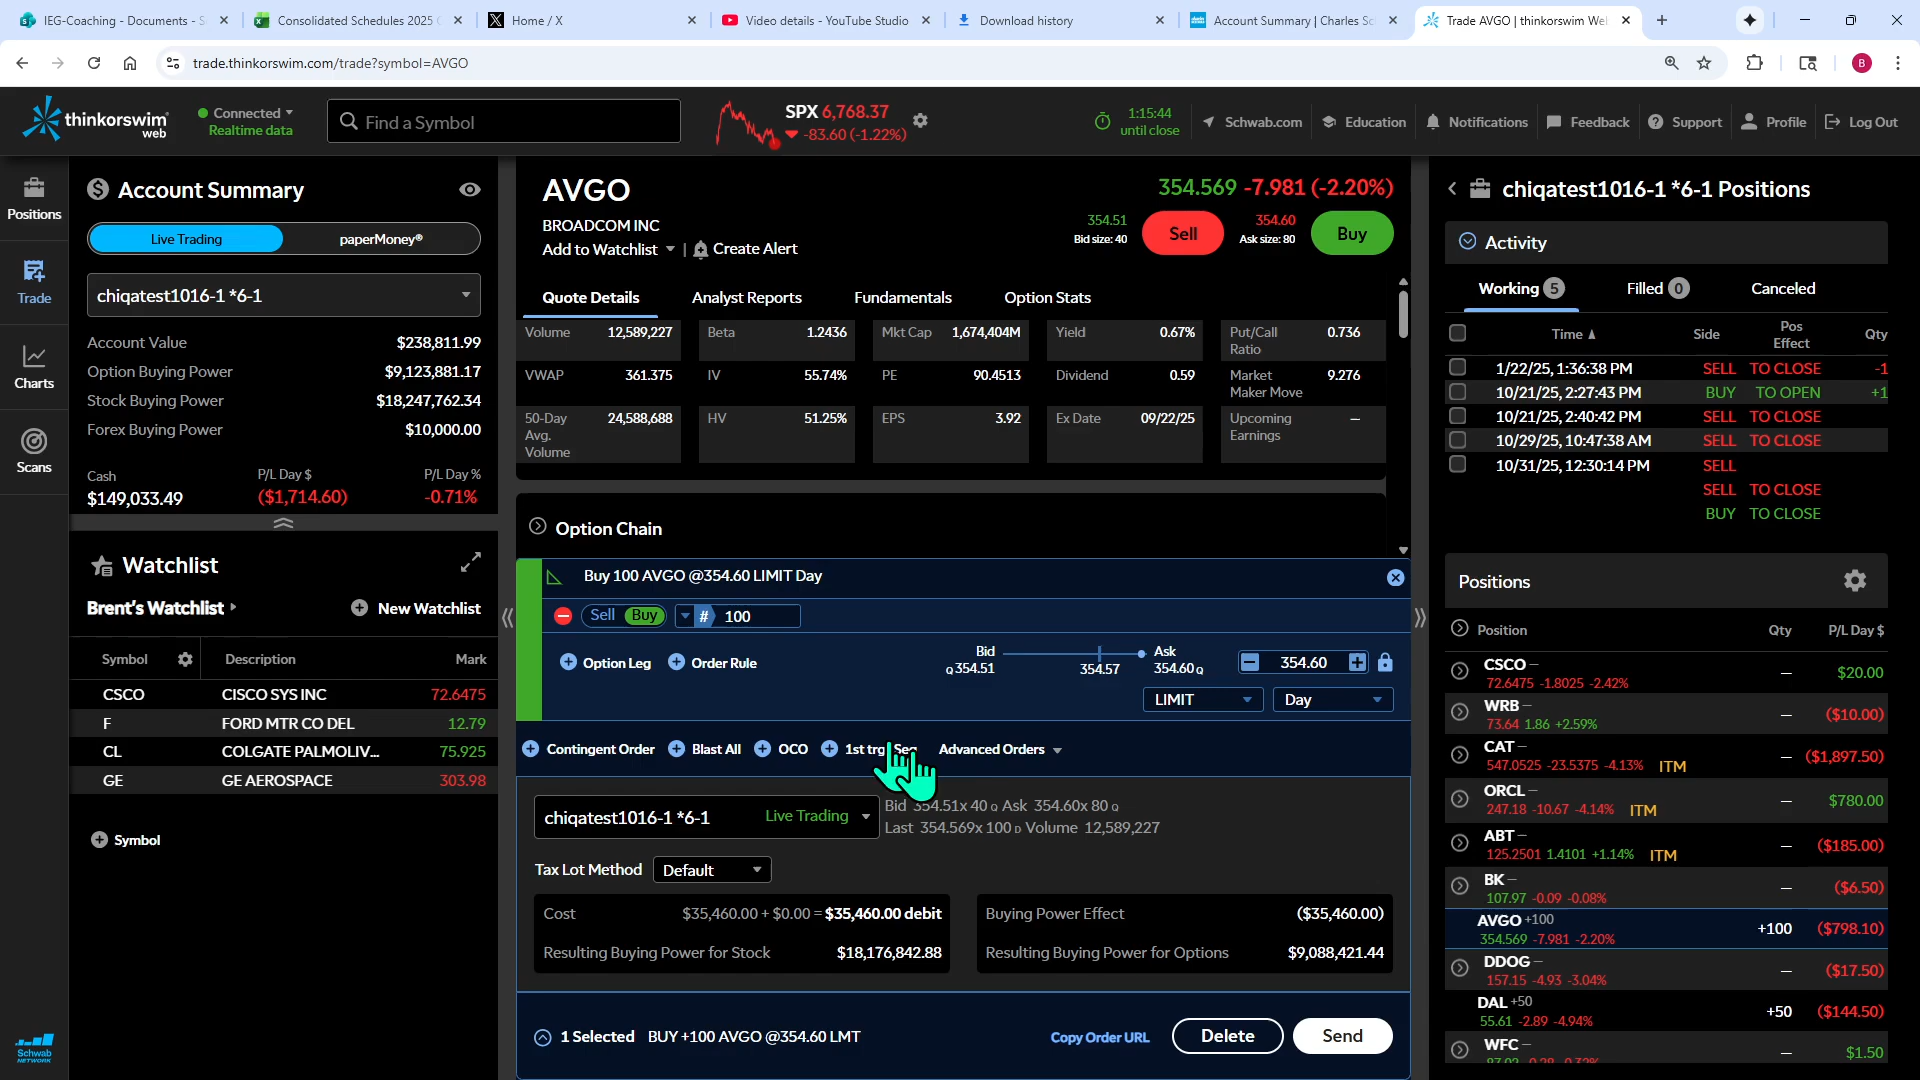 IEG-Coaching - Documents - S
Consolidated Schedules 2025
Home / X
Video details - YouTube Studio
Download history
Account Summary | Charles Sc
Trade AVGO | thinkorswim We
trade.thinkorswim.com/trade?symbol=AVGO
B
thinkorswim
web
Connected
Realtime data
Find a Symbol
SPX 6,768.37
-83.60 (-1.22%)
1:15:44
until close
Schwab.com
Education
Notifications
Feedback
Support
Profile
Log Out
Positions
Trade
Charts
Scans
Schwab
NETWORK
Account Summary
Live Trading
paperMoney®
chiqatest1016-1 *6-1
Account Value $238,811.99
Option Buying Power $9,123,881.17
Stock Buying Power $18,247,762.34
Forex Buying Power $10,000.00
Cash P/L Day $ P/L Day %
$149,033.49 ($1,714.60) -0.71%
Watchlist
Brent's Watchlist New Watchlist
Symbol Description Mark
CSCO CISCO SYS INC 72.6475
F FORD MTR CO DEL 12.79
CL COLGATE PALMOLIV... 75.925
GE GE AEROSPACE 303.98
Symbol
AVGO
354.569 -7.981 (-2.20%)
BROADCOM INC
354.51
Bid size: 40
Sell
354.60
Ask size: 80
Buy
Add to Watchlist | Create Alert
Quote Details Analyst Reports Fundamentals Option Stats
Volume 12,589,227 Beta 1.2436 Mkt Cap 1,674,404M Yield 0.67% Put/Call Ratio 0.736
VWAP 361.375 IV 55.74% PE 90.4513 Dividend 0.59 Market Maker Move 9.276
50-Day Avg. Volume 24,588,688 HV 51.25% EPS 3.92 Ex Date 09/22/25 Upcoming Earnings —
Option Chain
Buy 100 AVGO @354.60 LIMIT Day
Sell Buy # 100
Option Leg Order Rule
Bid
Q 354.51
354.57
Ask
354.60 Q
354.60
LIMIT Day
Contingent Order Blast All OCO 1st trg Seq Advanced Orders
chiqatest1016-1 *6-1 Live Trading
Bid 354.51x 40 Q Ask 354.60x 80 Q
Last 354.569x 100 D Volume 12,589,227
Tax Lot Method Default
Cost $35,460.00 + $0.00 = $35,460.00 debit
Resulting Buying Power for Stock $18,176,842.88
Buying Power Effect ($35,460.00)
Resulting Buying Power for Options $9,088,421.44
1 Selected BUY +100 AVGO @354.60 LMT
Copy Order URL
Delete
Send
chiqatest1016-1 *6-1 Positions
Activity
Working 5 Filled 0 Canceled
Time Side Pos Effect Qty
1/22/25, 1:36:38 PM SELL TO CLOSE -1
10/21/25, 2:27:43 PM BUY TO OPEN +1
10/21/25, 2:40:42 PM SELL TO CLOSE
10/29/25, 10:47:38 AM SELL TO CLOSE
10/31/25, 12:30:14 PM SELL
SELL TO CLOSE
BUY TO CLOSE
Positions
Position Qty P/L Day $
CSCO — — $20.00
72.6475 -1.8025 -2.42%
WRB — — ($10.00)
73.64 1.86 +2.59%
CAT — — ($1,897.50)
547.0525 -23.5375 -4.13% ITM
ORCL — — $780.00
247.18 -10.67 -4.14% ITM
ABT — — ($185.00)
125.2501 1.4101 +1.14% ITM
BK — — ($6.50)
107.97 -0.09 -0.08%
AVGO +100 +100 ($798.10)
354.569 -7.981 -2.20%
DDOG — — ($17.50)
157.15 -4.93 -3.04%
DAL +50 +50 ($144.50)
55.61 -2.89 -4.94%
WFC — — $1.50